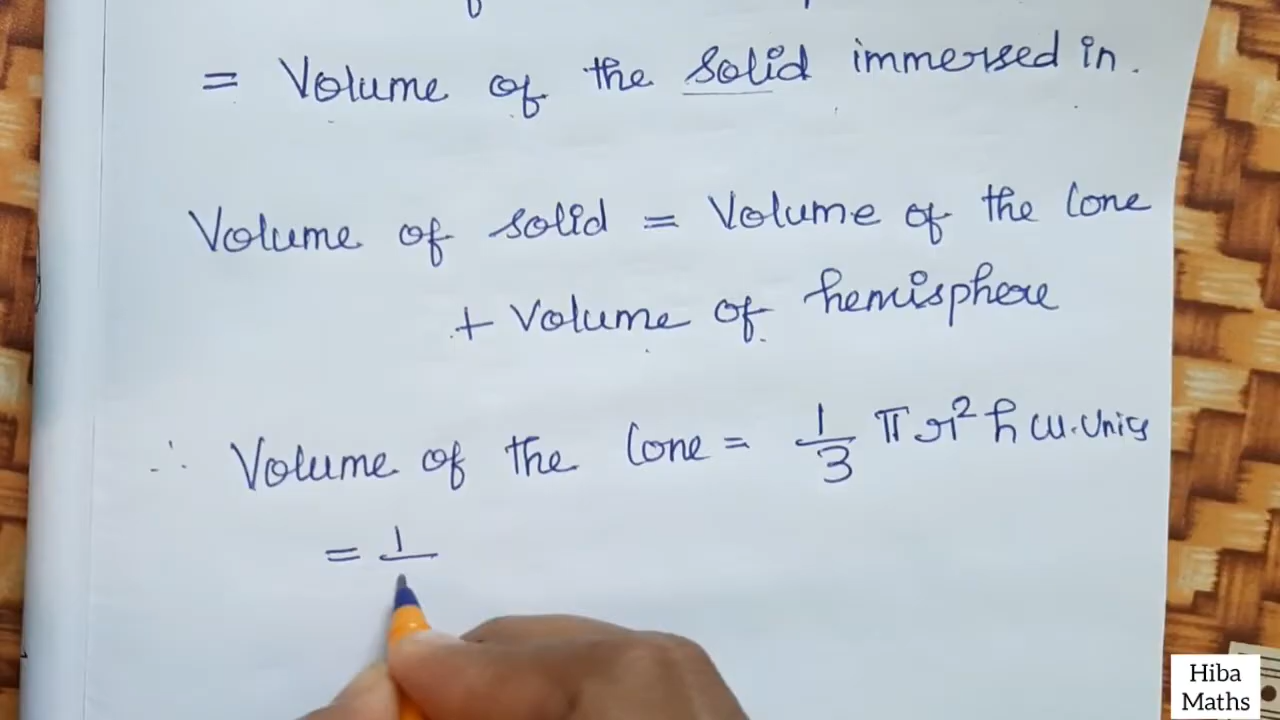 = Volume of the solid immersed in.
Volume of solid = Volume of the Cone
+ Volume of hemisphere
∴ Volume of the Cone = 1/3 πr²h cu.units
= 1
Hiba
Maths